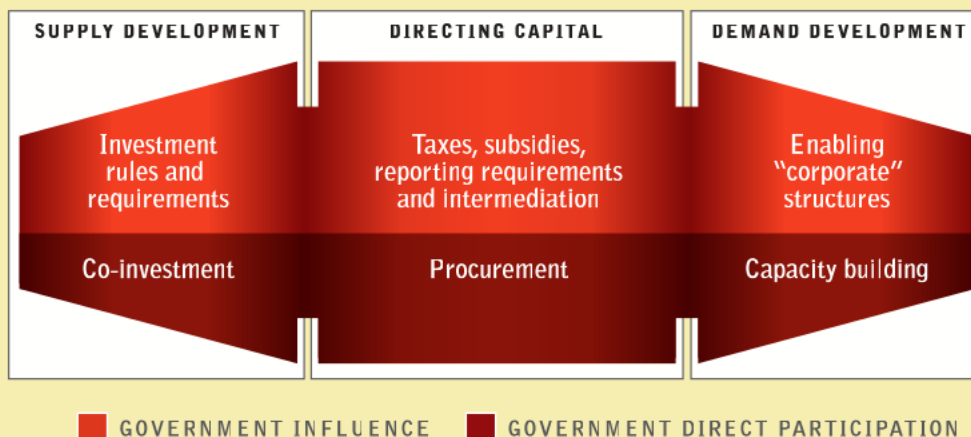 SUPPLY DEVELOPMENT
DIRECTING CAPITAL
DEMAND DEVELOPMENT
Investment
rules and
requirements
Taxes, subsidies,
reporting requirements
and intermediation
Enabling
"corporate"
structures
Co-investment
Procurement
Capacity building
GOVERNMENT INFLUENCE
GOVERNMENT DIRECT PARTICIPATION